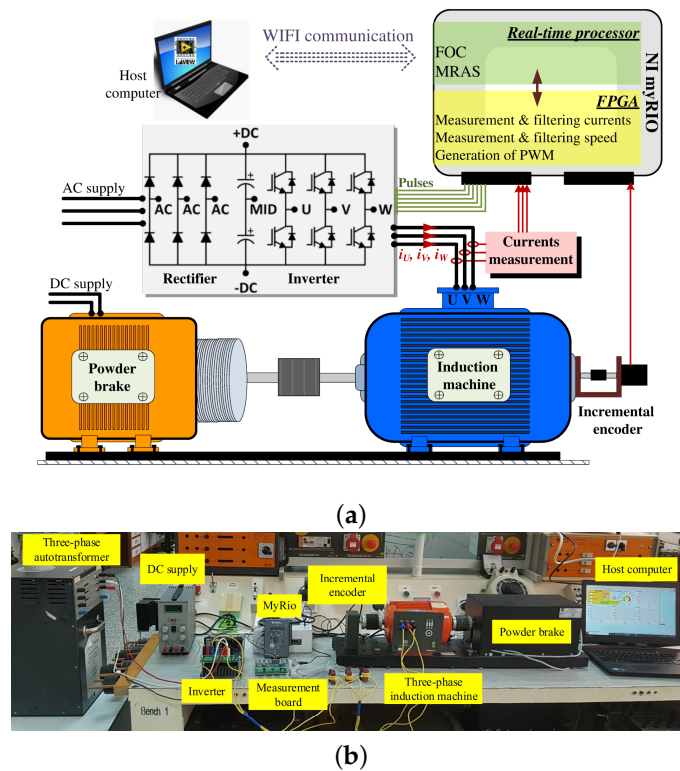 WIFI communication
Host
computer
LabVIEW
Real-time processor
FOC
MRAS
FPGA
Measurement & filtering currents
Measurement & filtering speed
Generation of PWM
NI myRIO
+DC
AC supply
AC
AC
AC
MID
U
V
W
Pulses
Rectifier
Inverter
-DC
iU, iV, iW
Currents
measurement
DC supply
U V W
Powder
brake
Induction
machine
Incremental
encoder
(a)
Three-phase
autotransformer
DC supply
Incremental
encoder
Host computer
MyRio
Powder brake
Inverter
Measurement
board
Three-phase
induction machine
Bench 1
(b)